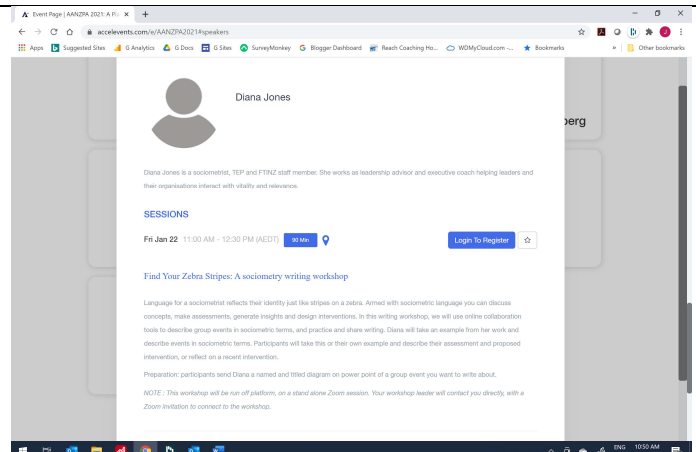 Event Page | AANZPA 2021: A Pl
accelevents.com/e/AANZPA2021#speakers
Apps Suggested Sites G Analytics G Docs G Sites SurveyMonkey Blogger Dashboard Reach Coaching Ho... WDMyCloud.com -... Bookmarks » Other bookmarks
Diana Jones
berg
Diana Jones is a sociometrist, TEP and FTINZ staff member. She works as leadership advisor and executive coach helping leaders and
their organisations interact with vitality and relevance.
SESSIONS
Fri Jan 22 11:00 AM - 12:30 PM (AEDT) 90 Min Login To Register
Find Your Zebra Stripes: A sociometry writing workshop
Language for a sociometrist reflects their identity just like stripes on a zebra. Armed with sociometric language you can discuss
concepts, make assessments, generate insights and design interventions. In this writing workshop, we will use online collaboration
tools to describe group events in sociometric terms, and practice and share writing. Diana will take an example from her work and
describe events in sociometric terms. Participants will take this or their own example and describe their assessment and proposed
intervention, or reflect on a recent intervention.
Preparation: participants send Diana a named and titled diagram on power point of a group event you want to write about.
NOTE : This workshop will be run off platform, on a stand alone Zoom session. Your workshop leader will contact you directly, with a
Zoom invitation to connect to the workshop.
ENG 10:50 AM